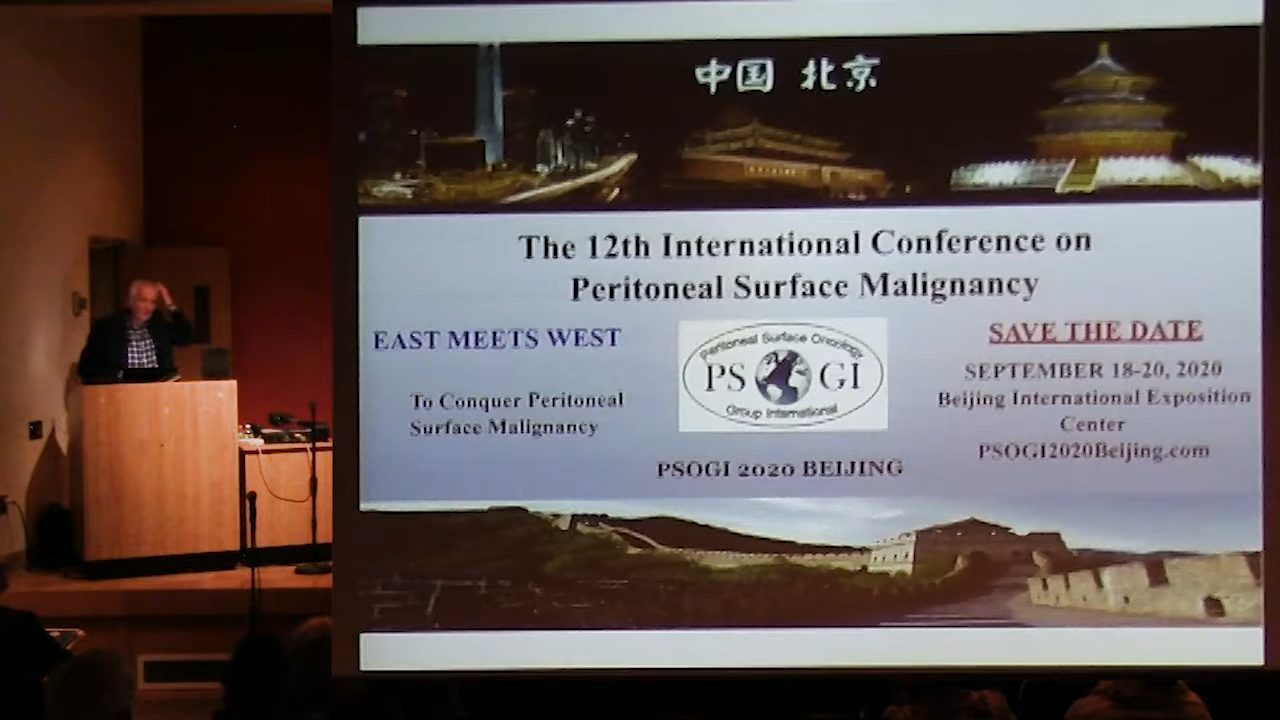 中国 北京
The 12th International Conference on
Peritoneal Surface Malignancy
EAST MEETS WEST
To Conquer Peritoneal
Surface Malignancy
Peritoneal Surface Oncology
PSOGI
Group International
PSOGI 2020 BEIJING
SAVE THE DATE
SEPTEMBER 18-20, 2020
Beijing International Exposition
Center
PSOGI2020Beijing.com